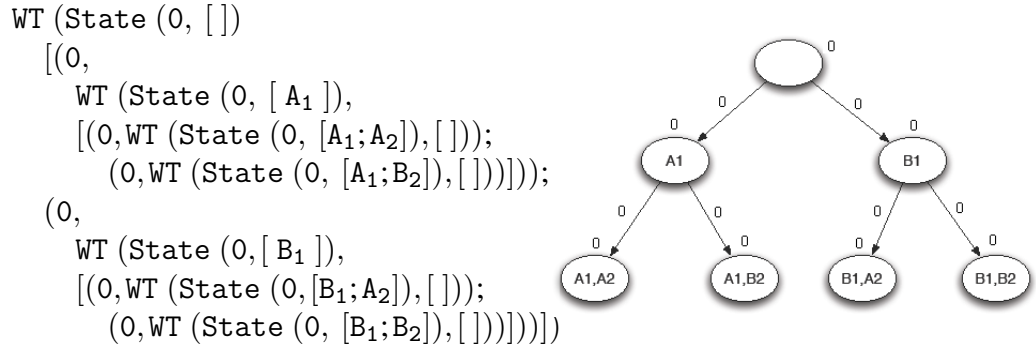 WT (State (0, [ ])
[(0,
WT (State (0, [ A₁ ]),
[(0,WT (State (0, [A₁;A₂]),[ ]));
(0,WT (State (0, [A₁;B₂]),[ ]))]));
(0,
WT (State (0,[ B₁ ]),
[(0,WT (State (0,[B₁;A₂]),[ ]));
(0,WT (State (0, [B₁;B₂]),[ ]))]))])
0
0 0
0 0
A1 B1
0 0 0 0
0 0 0 0
A1,A2 A1,B2 B1,A2 B1,B2